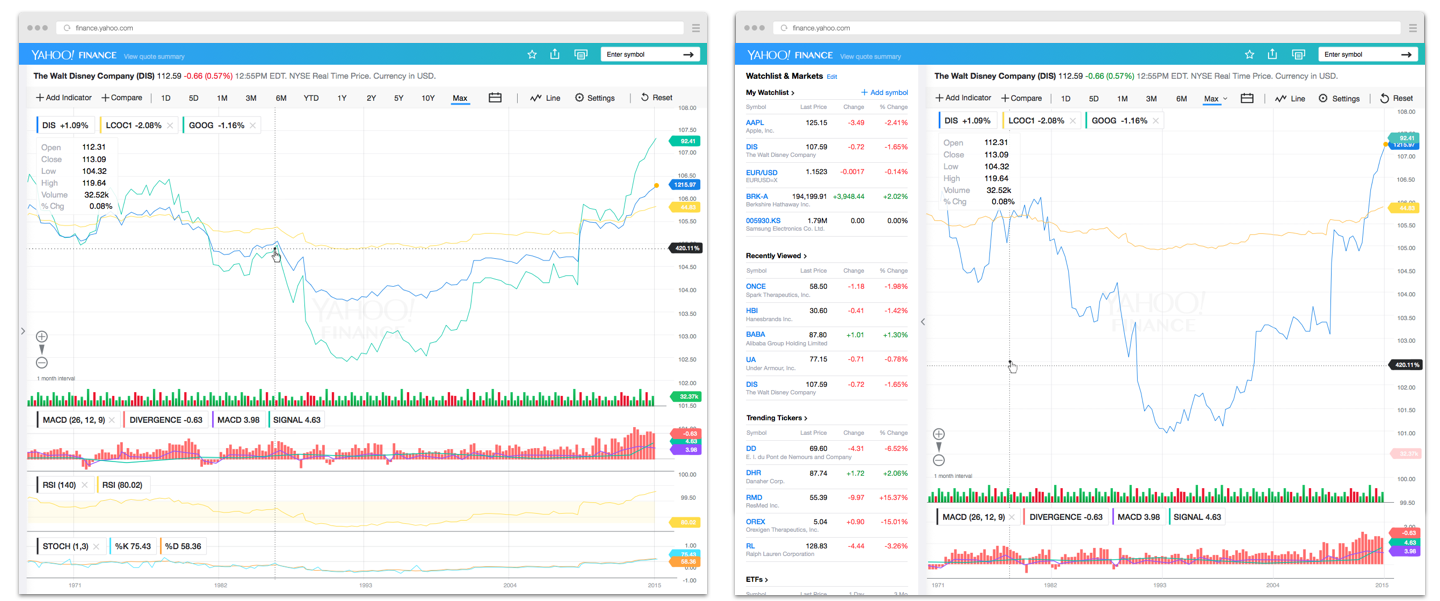 finance.yahoo.com
YAHOO! FINANCE View quote summary Enter symbol
The Walt Disney Company (DIS) 112.59 -0.66 (0.57%) 12:55PM EDT. NYSE Real Time Price. Currency in USD.
Add Indicator Compare 1D 5D 1M 3M 6M YTD 1Y 2Y 5Y 10Y Max Line Settings Reset
108.00
DIS +1.09% LCOC1 -2.08% GOOG -1.16%
107.50
92.41
Open 112.31
107.00
Close 113.09
Low 104.32
106.50
High 119.64
1215.97
Volume 32.52k
106.00
% Chg 0.08%
44.83
105.50
105.00
420.11%
104.50
104.00
YAHOO!
FINANCE
103.50
103.00
102.50
1 month interval
102.00
32.37k
101.50
MACD (26, 12, 9) DIVERGENCE -0.63 MACD 3.98 SIGNAL 4.63
-0.63
4.63
3.98
100.00
RSI (140) RSI (80.02)
99.50
STOCH (1,3) %K 75.43 %D 58.36
1.00
75.43
58.36
0.00
-1.00
1971 1982 1993 2004 2015
finance.yahoo.com
YAHOO! FINANCE View quote summary Enter symbol
Watchlist & Markets Edit
My Watchlist Add symbol
Symbol Last Price Change % Change
AAPL 125.15 -3.49 -2.41%
Apple, Inc.
DIS 107.59 -0.72 -1.65%
The Walt Disney Company
EUR/USD 1.1523 -0.0017 -0.14%
EURUSD=X
BRK-A 194,199.91 +3,948.44 +2.02%
Berkshire Hathaway Inc.
005930.KS 1.79M 0.00 0.00%
Samsung Electronics Co. Ltd.
Recently Viewed
Symbol Last Price Change % Change
ONCE 58.50 -1.18 -1.98%
Spark Therapeutics, Inc.
HBI 30.60 -0.41 -1.42%
Hanesbrands Inc.
BABA 87.80 +1.01 +1.30%
Alibaba Group Holding Limited
UA 77.15 -0.71 -0.78%
Under Armour, Inc.
DIS 107.59 -0.72 -1.65%
The Walt Disney Company
Trending Tickers
Symbol Last Price Change % Change
DD 69.60 -4.31 -6.52%
E. I. du Pont de Nemours and Company
DHR 87.74 +1.72 +2.06%
Danaher Corp.
RMD 55.39 -9.97 +15.37%
ResMed Inc.
OREX 5.04 +0.90 -15.01%
Orexigen Therapeutics, Inc.
RL 128.83 -4.44 -3.26%
Ralph Lauren Corporation
ETFs
The Walt Disney Company (DIS) 112.59 -0.66 (0.57%) 12:55PM EDT. NYSE Real Time Price. Currency in USD.
Add Indicator Compare 1D 5D 1M 3M 6M Max Line Settings Reset
108.00
DIS +1.09% LCOC1 -2.08% GOOG -1.16%
92.41
1215.97
Open 112.31
107.00
Close 113.09
Low 104.32
106.50
High 119.64
Volume 32.52k
106.00
% Chg 0.08%
44.83
105.50
105.00
104.50
104.00
YAHOO!
FINANCE
103.50
103.00
420.11%
102.00
101.50
101.00
32.37k
1 month interval
100.00
99.50
MACD (26, 12, 9) DIVERGENCE -0.63 MACD 3.98 SIGNAL 4.63
-0.63
4.63
3.98
1971 1982 1993 2004 2015